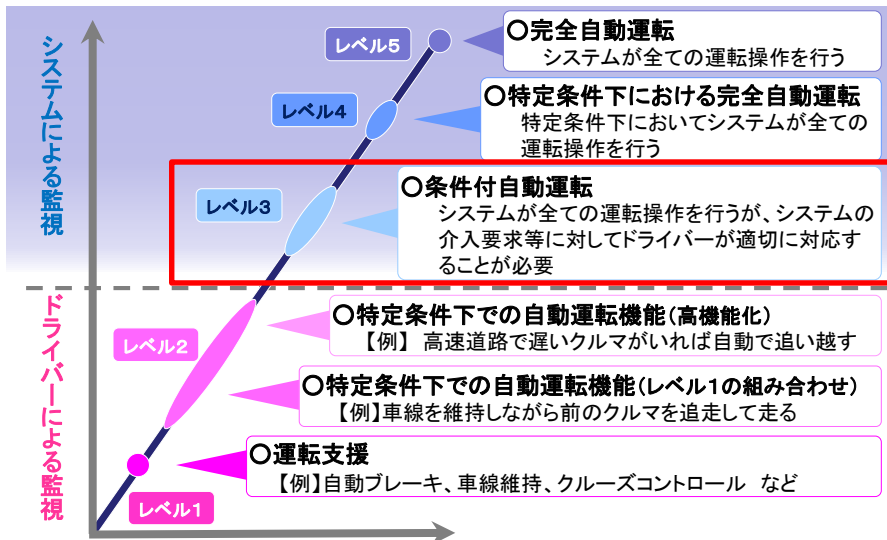 システムによる監視
レベル5
〇完全自動運転
システムが全ての運転操作を行う
レベル4
〇特定条件下における完全自動運転
特定条件下においてシステムが全ての
運転操作を行う
レベル3
〇条件付自動運転
システムが全ての運転操作を行うが、システムの
介入要求等に対してドライバーが適切に対応す
ることが必要
ドライバーによる監視
レベル2
〇特定条件下での自動運転機能(高機能化)
【例】 高速道路で遅いクルマがいれば自動で追い越す
〇特定条件下での自動運転機能(レベル1の組み合わせ)
【例】車線を維持しながら前のクルマを追走して走る
〇運転支援
【例】自動ブレーキ、車線維持、クルーズコントロール など
レベル1